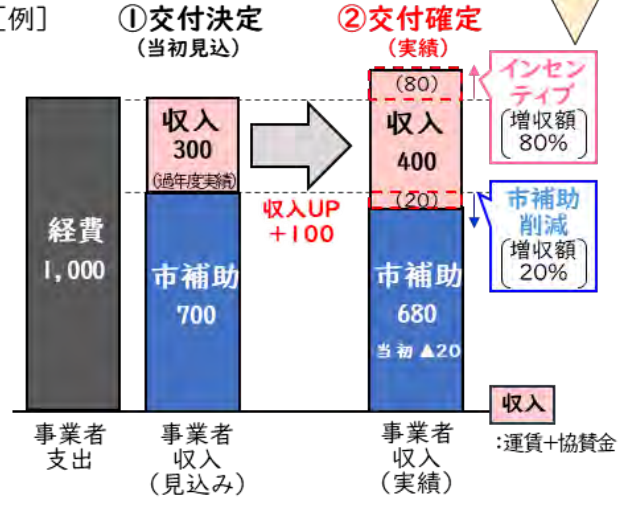 [例]
①交付決定
(当初見込)
②交付確定
(実績)
経費
1,000
収入
300
(過年度実績)
市補助
700
収入UP
+100
(80)
収入
400
(20)
市補助
680
当初▲20
インセン
ティブ
増収額
80%
市補助
削減
増収額
20%
収入
:運賃+協賛金
事業者
支出
事業者
収入
(見込み)
事業者
収入
(実績)